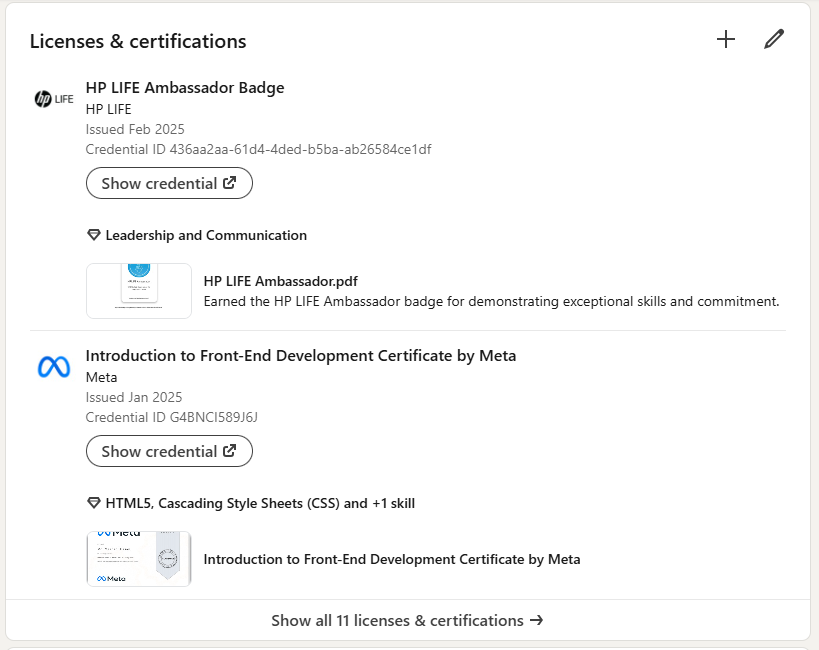 Licenses & certifications
hp LIFE
HP LIFE Ambassador Badge
HP LIFE
Issued Feb 2025
Credential ID 436aa2aa-61d4-4ded-b5ba-ab26584ce1df
Show credential
Leadership and Communication
HP LIFE Ambassador.pdf
Earned the HP LIFE Ambassador badge for demonstrating exceptional skills and commitment.
Introduction to Front-End Development Certificate by Meta
Meta
Issued Jan 2025
Credential ID G4BNCI589J6J
Show credential
HTML5, Cascading Style Sheets (CSS) and +1 skill
Meta
Meta
Introduction to Front-End Development Certificate by Meta
Show all 11 licenses & certifications